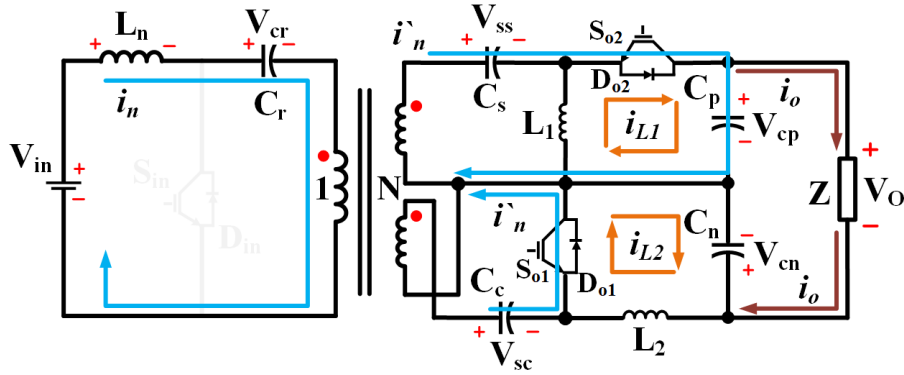 Ln
Vcr
+ − + −
in
Cr
Vin
+
−
Sin
Din
1
N
i`n
Vss
+ −
Cs
So2
Do2
L1
iL1
Cp
+
−
Vcp
io
+
Z
VO
−
i`n
So1
Do1
iL2
Cn
−
+
Vcn
io
Cc
+ −
Vsc
L2